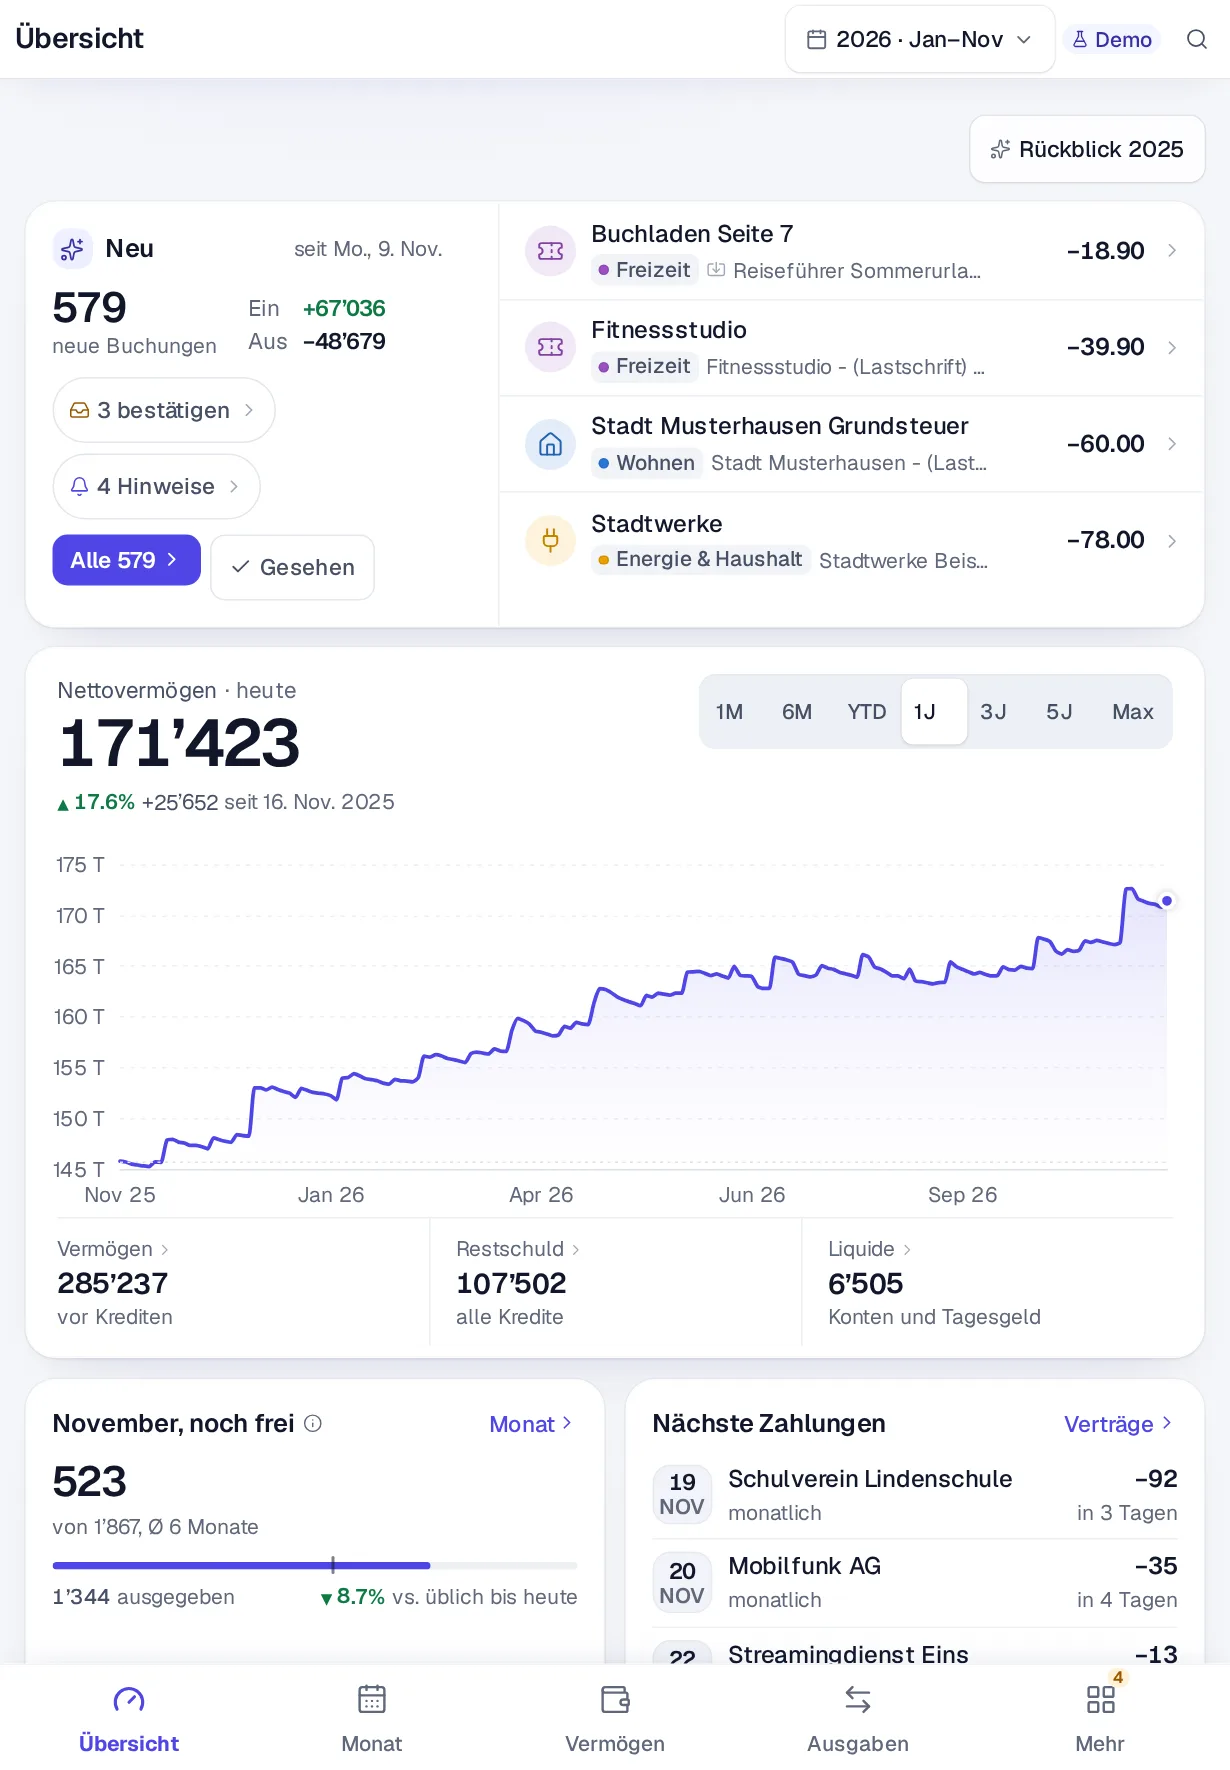 Übersicht
2026 · Jan–Nov
Demo
Rückblick 2025
Neu
seit Mo., 9. Nov.
579
neue Buchungen
Ein +67’036
Aus −48’679
3 bestätigen
4 Hinweise
Alle 579
Gesehen
Buchladen Seite 7
Freizeit Reiseführer Sommerurla…
−18.90
Fitnessstudio
Freizeit Fitnessstudio - (Lastschrift) …
−39.90
Stadt Musterhausen Grundsteuer
Wohnen Stadt Musterhausen - (Last…
−60.00
Stadtwerke
Energie & Haushalt Stadtwerke Beis…
−78.00
Nettovermögen · heute
171’423
▲ 17.6% +25’652 seit 16. Nov. 2025
1M 6M YTD 1J 3J 5J Max
175 T
170 T
165 T
160 T
155 T
150 T
145 T
Nov 25 Jan 26 Apr 26 Jun 26 Sep 26
Vermögen
285’237
vor Krediten
Restschuld
107’502
alle Kredite
Liquide
6’505
Konten und Tagesgeld
November, noch frei
Monat
523
von 1’867, Ø 6 Monate
1’344 ausgegeben
▼ 8.7% vs. üblich bis heute
Nächste Zahlungen
Verträge
19 NOV
Schulverein Lindenschule
−92
monatlich
in 3 Tagen
20 NOV
Mobilfunk AG
−35
monatlich
in 4 Tagen
22
Streamingdienst Eins
−13
Übersicht
Monat
Vermögen
Ausgaben
4
Mehr